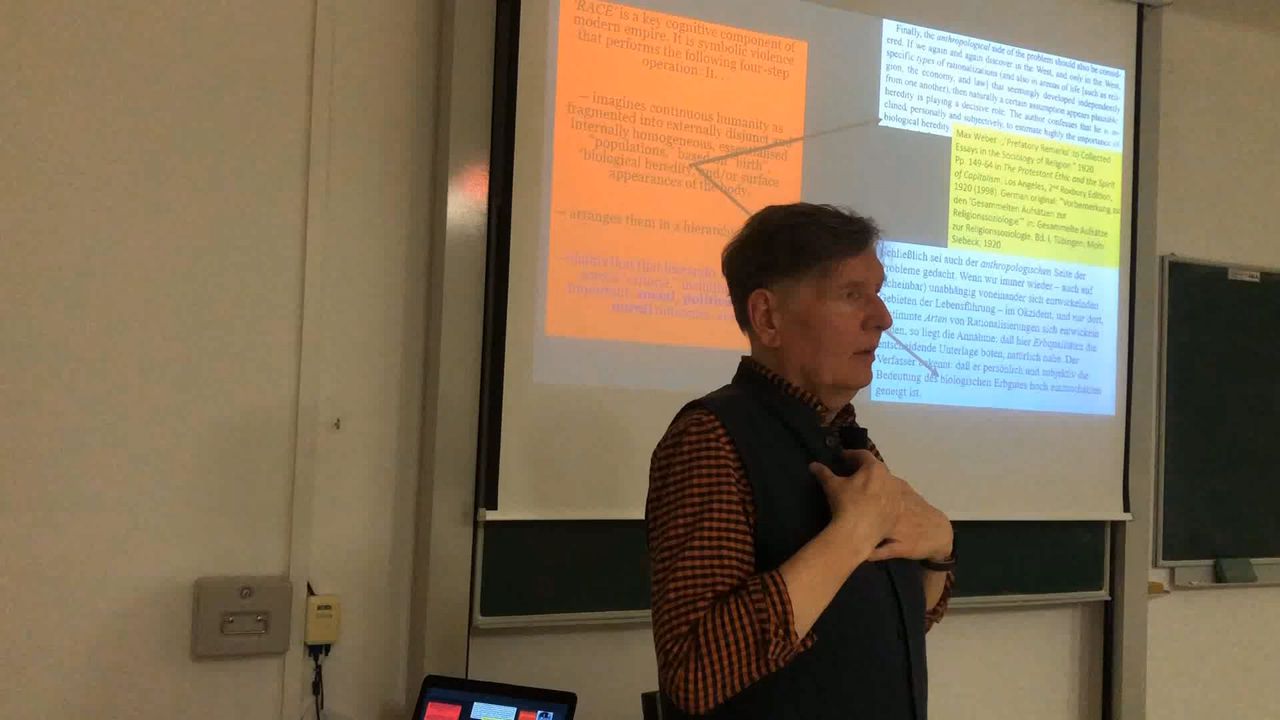 'RACE' is a key cognitive component of
modern empire. It is symbolic violence
that performs the following four-step
operation. It. . .
– imagines continuous humanity as
fragmented into externally disjunct and
internally homogeneous, essentialised
"populations," based on "birth",
"biological heredity, and/or surface
appearances of the body.
– arranges them in a hierarchy
Finally, the anthropological side of the problem should also be consid-
ered. If we again and again discover in the West, and only in the West,
specific types of rationalizations (and also in areas of life [such as reli-
gion, the economy, and law] that seemingly developed independently
from one another), then naturally a certain assumption appears plausible:
heredity is playing a decisive role. The author confesses that he is in-
clined, personally and subjectively, to estimate highly the importance of
biological heredity.
Max Weber , 'Prefatory Remarks' to Collected
Essays in the Sociology of Religion." 1920.
Pp. 149-64 in The Protestant Ethic and the Spirit
of Capitalism. Los Angeles, 2nd Roxbury Edition,
1920 (1998). German original: "Vorbemerkung zu
den 'Gesammelten Aufsätzen zur
Religionssoziologie'" in: Gesammelte Aufsätze
zur Religionssoziologie, Bd. I, Tübingen, Mohr
Siebeck, 1920.
Schließlich sei auch der anthropologischen Seite der
Probleme gedacht. Wenn wir immer wieder – auch auf
scheinbar) unabhängig voneinander sich entwickelnden
Gebieten der Lebensführung – im Okzident, und nur dort,
stimmte Arten von Rationalisierungen sich entwickeln
so liegt die Annahme: daß hier Erbqualitäten die
entscheidende Unterlage boten, natürlich nahe. Der
Verfasser bekennt: daß er persönlich und subjektiv die
Bedeutung des biologischen Erbgutes hoch einzuschätzen
geneigt ist.